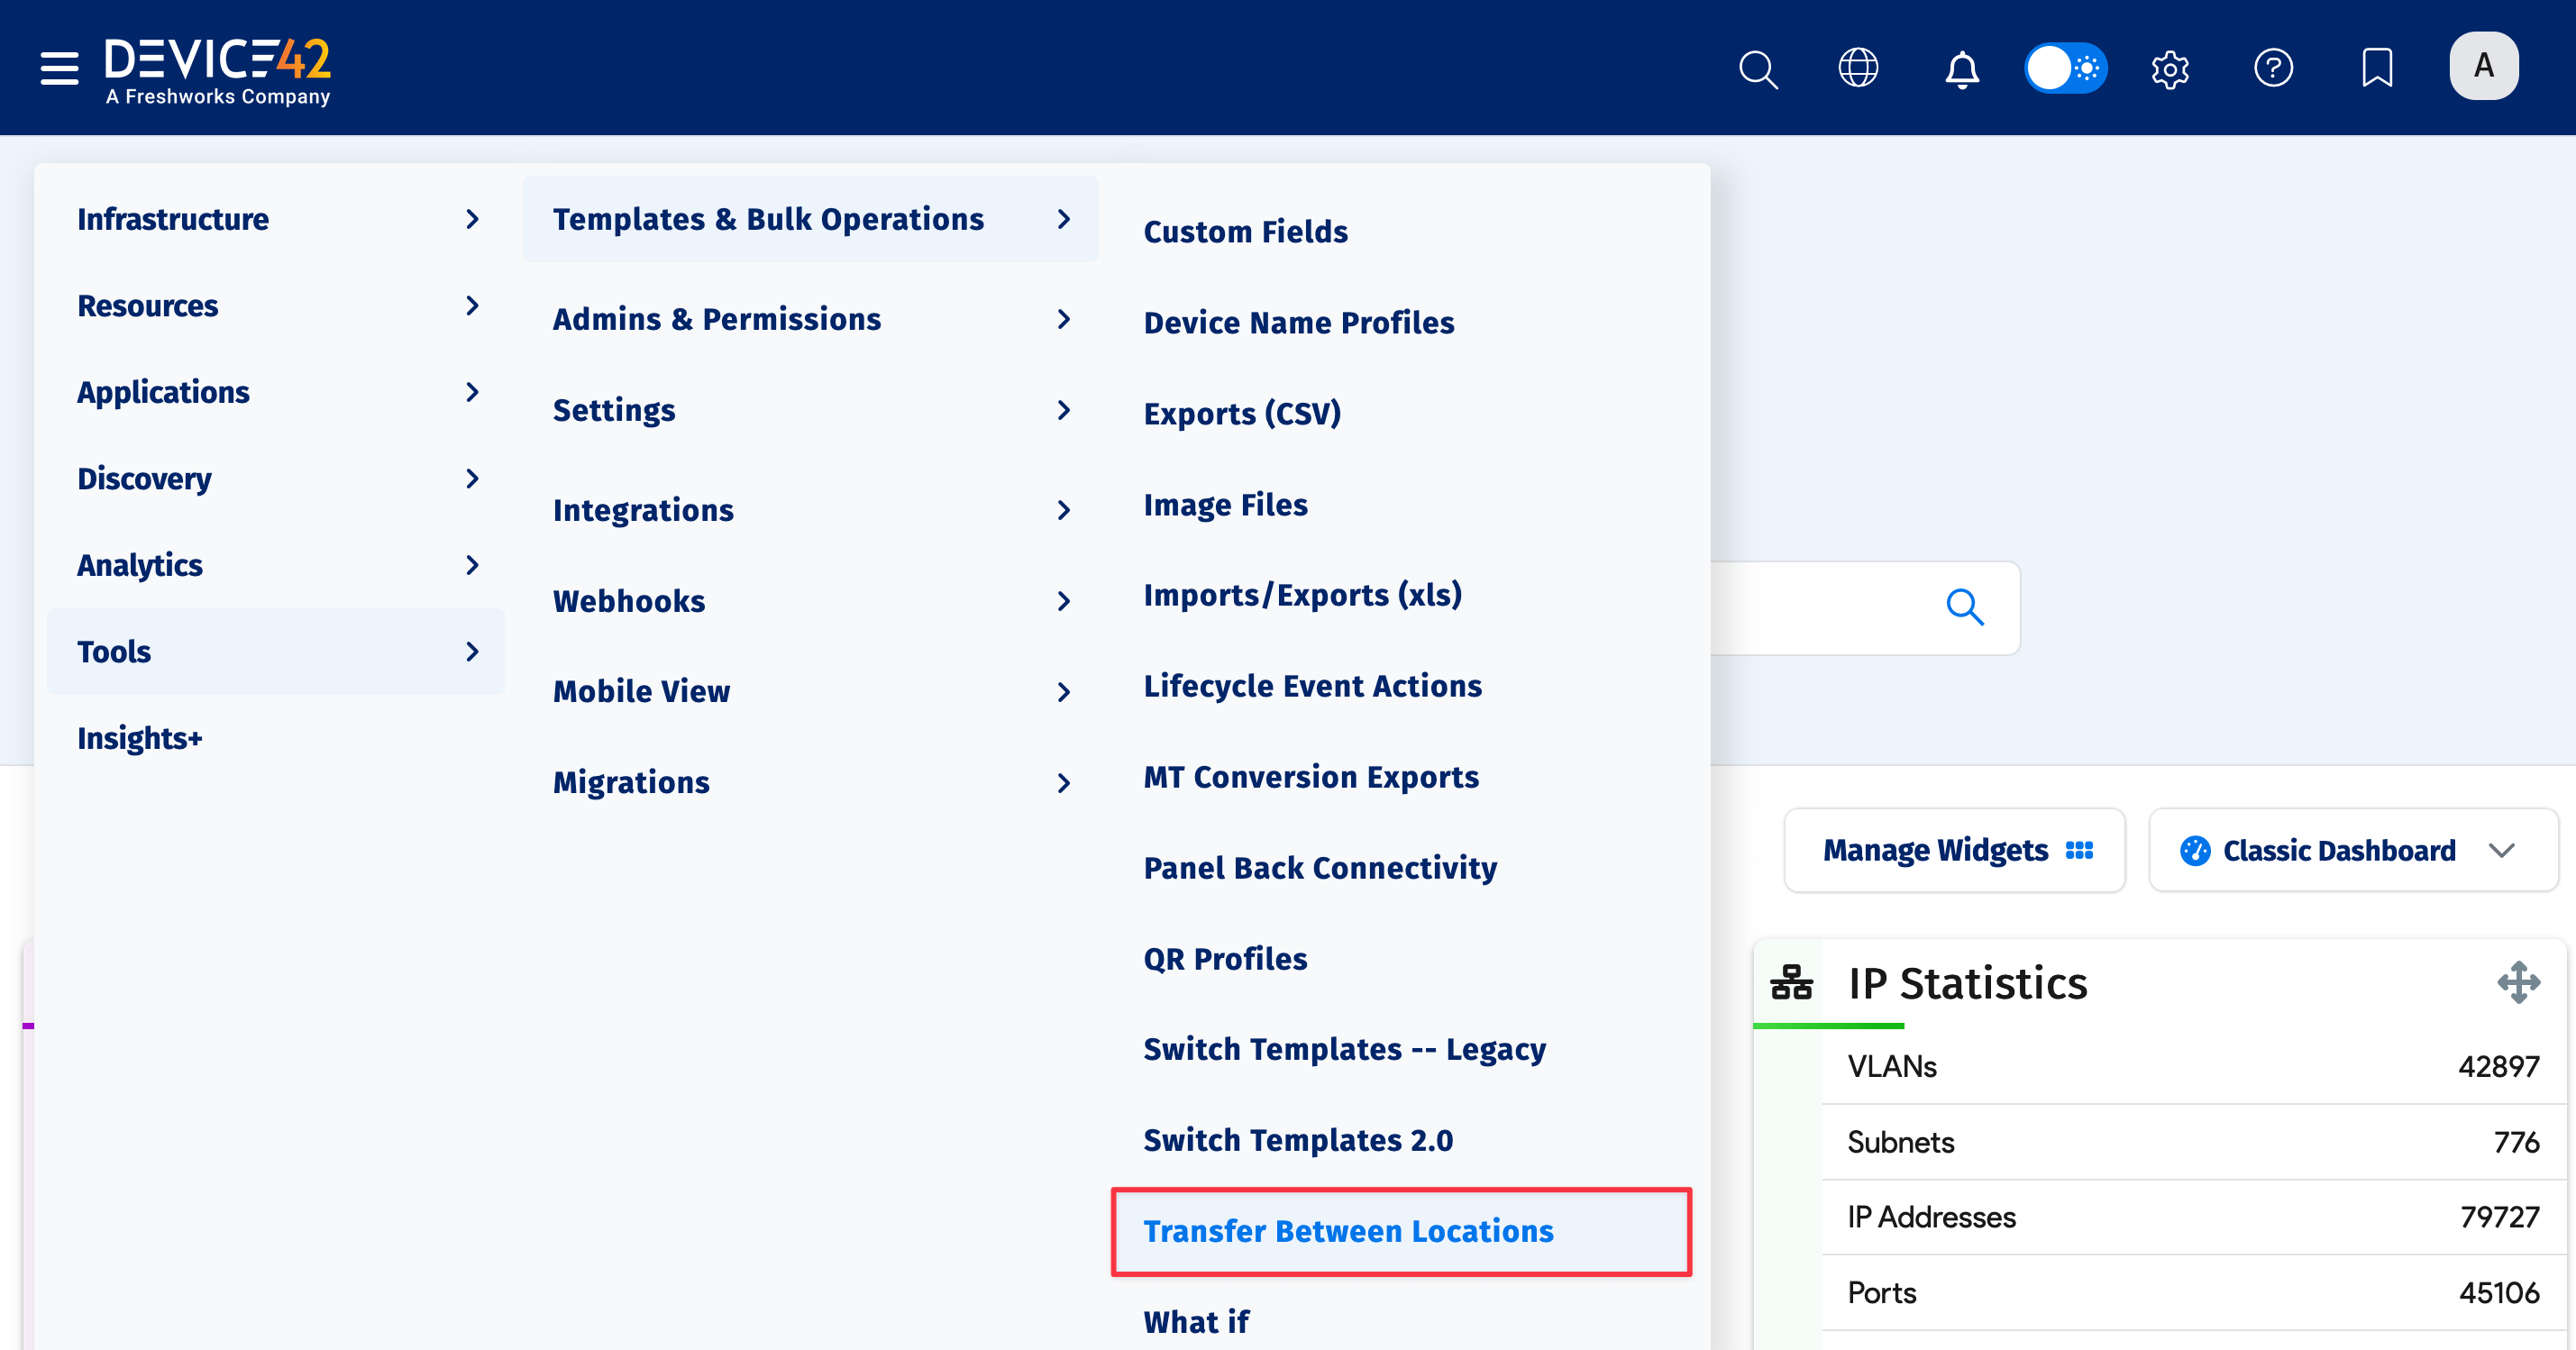 DEVICE42
A Freshworks Company
A
Infrastructure
Resources
Applications
Discovery
Analytics
Tools
Insights+
Templates & Bulk Operations
Admins & Permissions
Settings
Integrations
Webhooks
Mobile View
Migrations
Custom Fields
Device Name Profiles
Exports (CSV)
Image Files
Imports/Exports (xls)
Lifecycle Event Actions
MT Conversion Exports
Panel Back Connectivity
QR Profiles
Switch Templates -- Legacy
Switch Templates 2.0
Transfer Between Locations
What if
Manage Widgets
Classic Dashboard
IP Statistics
VLANs 42897
Subnets 776
IP Addresses 79727
Ports 45106